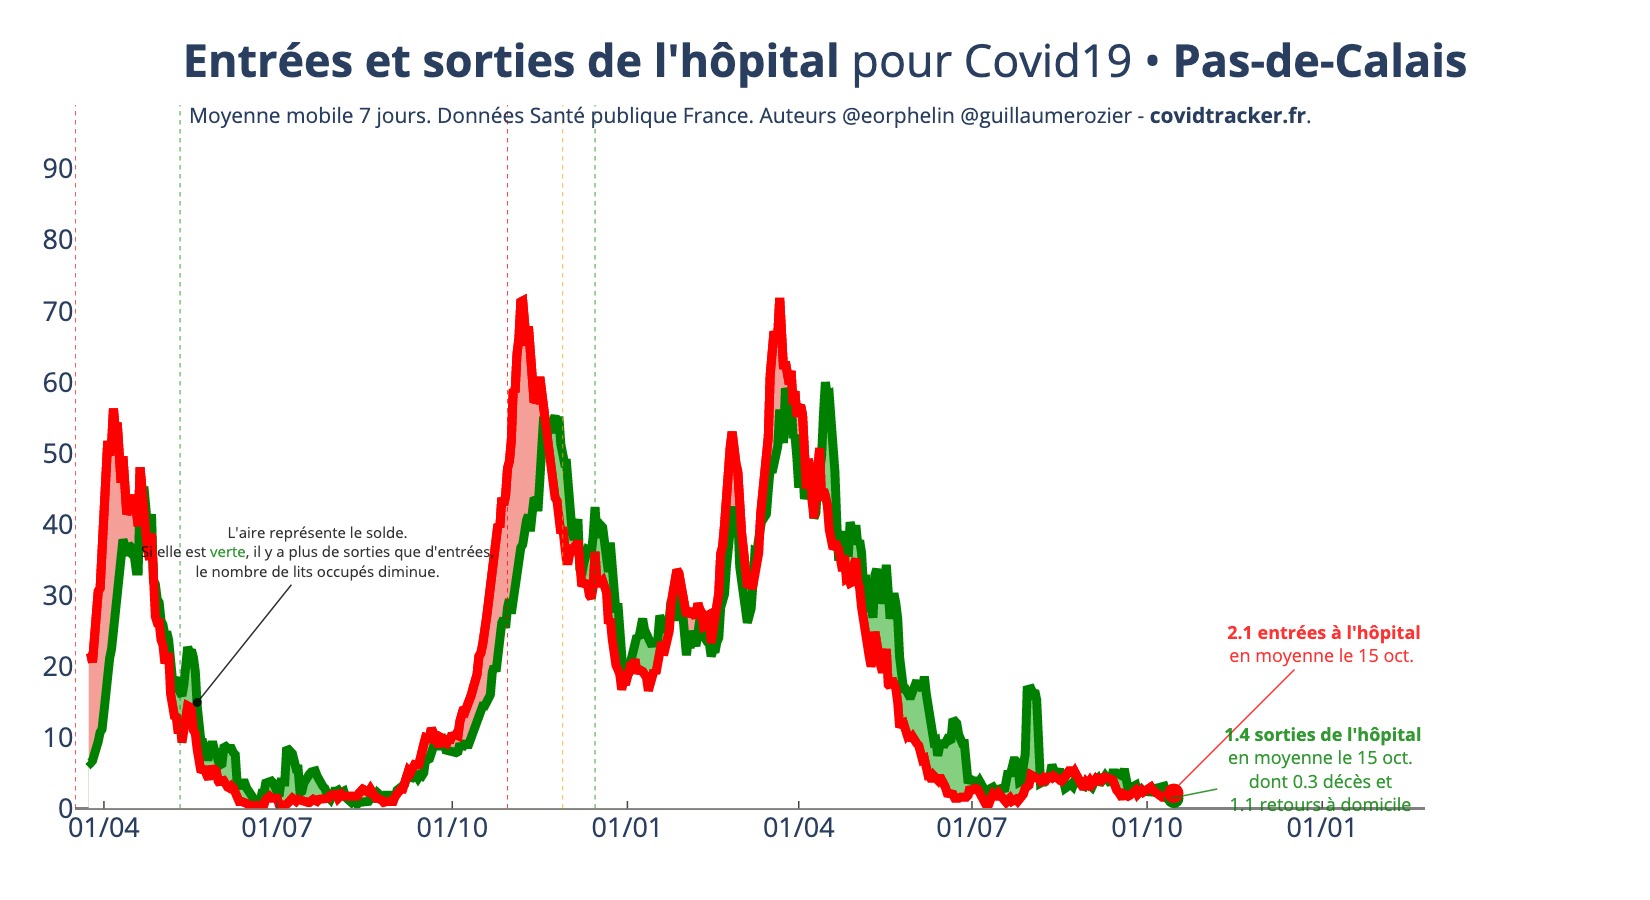 Entrées et sorties de l'hôpital pour Covid19 • Pas-de-Calais
Moyenne mobile 7 jours. Données Santé publique France. Auteurs @eorphelin @guillaumerozier - covidtracker.fr.
90
80
70
60
50
40
30
20
10
0
L'aire représente le solde.
Si elle est verte, il y a plus de sorties que d'entrées,
le nombre de lits occupés diminue.
2.1 entrées à l'hôpital
en moyenne le 15 oct.
1.4 sorties de l'hôpital
en moyenne le 15 oct.
dont 0.3 décès et
1.1 retours à domicile
01/04 01/07 01/10 01/01 01/04 01/07 01/10 01/01